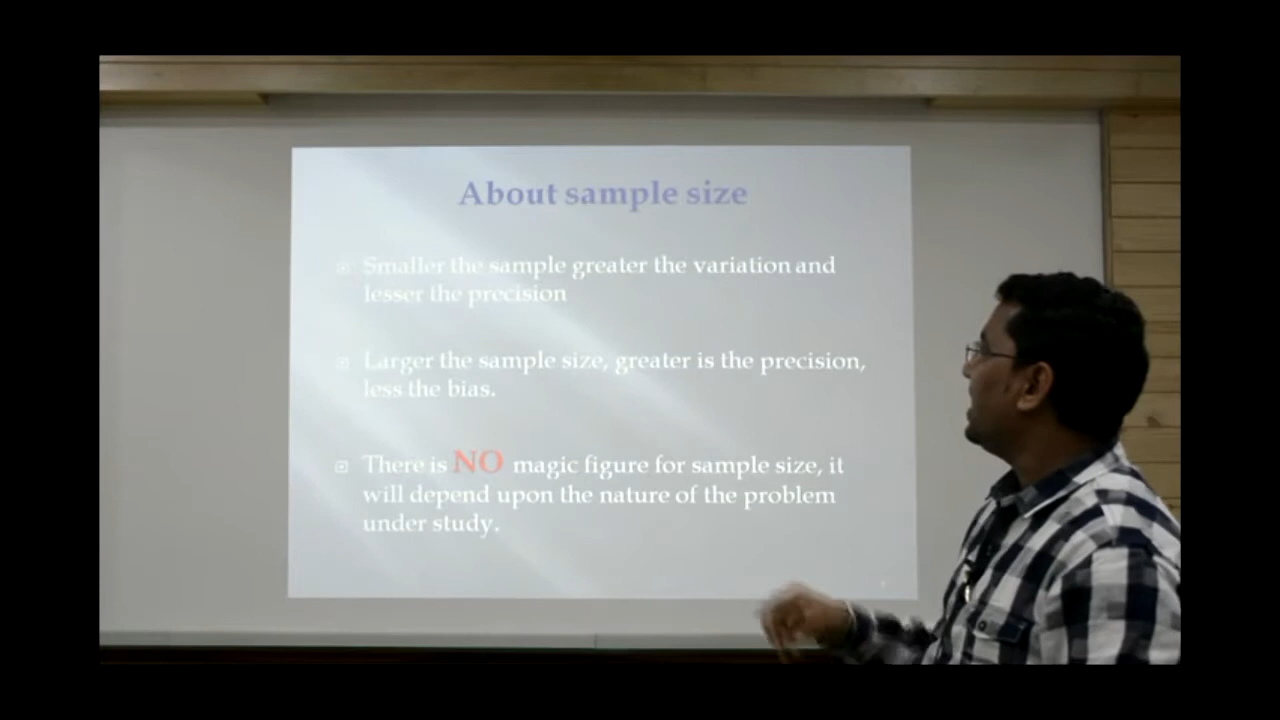 About sample size
Smaller the sample greater the variation and
lesser the precision
Larger the sample size, greater is the precision,
less the bias.
There is NO magic figure for sample size, it
will depend upon the nature of the problem
under study.